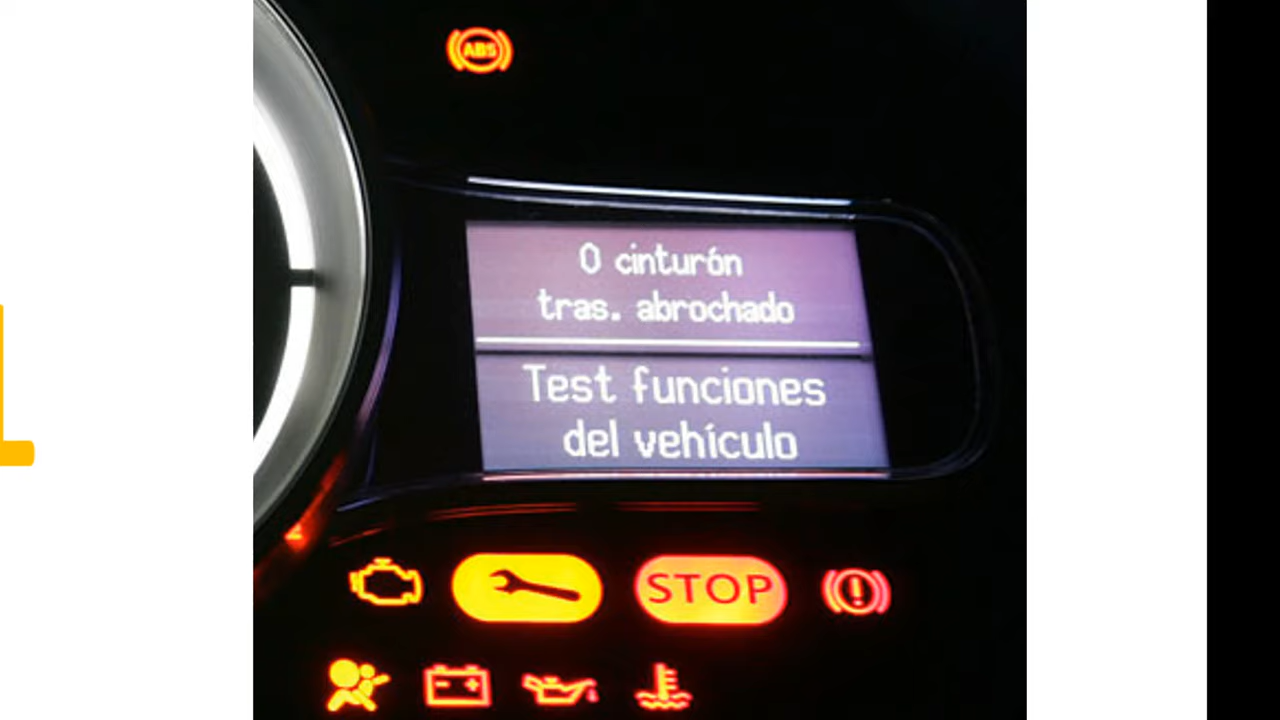 ABS
0 cinturón
tras. abrochado
Test funciones
del vehículo
STOP